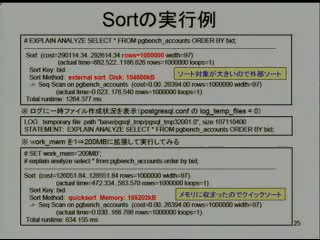 Sortの実行例
# EXPLAIN ANALYZE SELECT * FROM pgbench_accounts ORDER BY bid;
Sort (cost=290114.34..292614.34 rows=1000000 width=97)
(actual time=882.522..1186.626 rows=1000000 loops=1)
Sort Key: bid
Sort Method: external sort Disk: 104600kB
ソート対象が大きいので外部ソート
-> Seq Scan on pgbench_accounts (cost=0.00..26394.00 rows=1000000 width=97)
(actual time=0.023..176.540 rows=1000000 loops=1)
Total runtime: 1284.377 ms
※ ログに一時ファイル作成状況を表示 (postgresql.conf の log_temp_files = 0)
LOG: temporary file: path "base/pgsql_tmp/pgsql_tmp32001.0", size 107110400
STATEMENT: EXPLAIN ANALYZE SELECT * FROM pgbench_accounts ORDER BY bid;
※ work_mem を1⇒200MBに拡張して実行してみる
# SET work_mem='200MB';
# explain analyze select * from pgbench_accounts order by bid;
Sort (cost=126051.84..128551.84 rows=1000000 width=97)
(actual time=472.334..563.570 rows=1000000 loops=1)
Sort Key: bid
Sort Method: quicksort Memory: 165202kB
メモリに収まったのでクイックソート
-> Seq Scan on pgbench_accounts (cost=0.00..26394.00 rows=1000000 width=97)
(actual time=0.030..166.788 rows=1000000 loops=1)
Total runtime: 634.155 ms
25